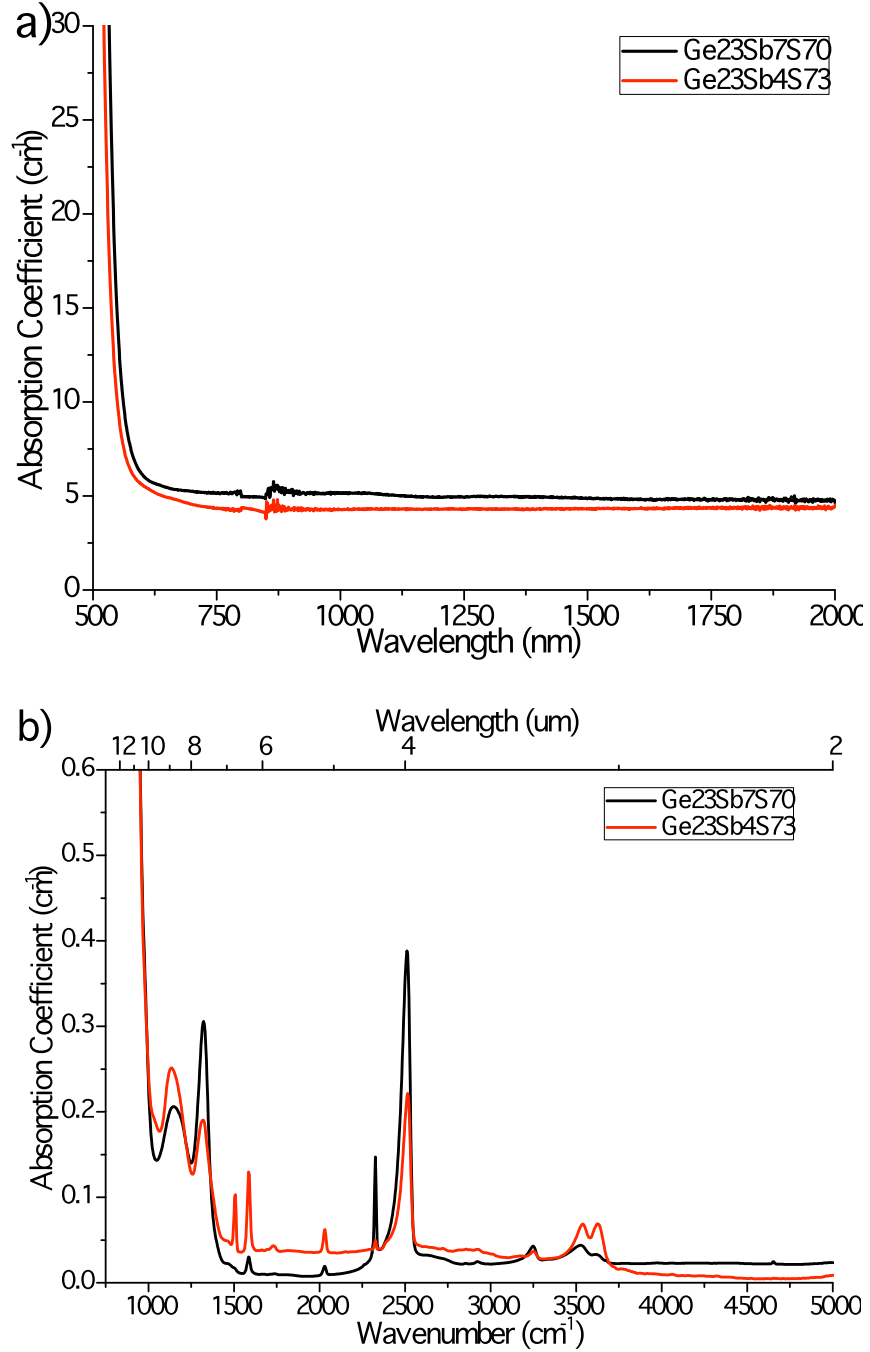 a)
30
25
20
15
10
5
0
Absorption Coefficient (cm-1)
Ge23Sb7S70
Ge23Sb4S73
500 750 1000 1250 1500 1750 2000
Wavelength (nm)
b)
Wavelength (um)
12 10 8 6 4 2
0.6
0.5
0.4
0.3
0.2
0.1
0.0
Absorption Coefficient (cm-1)
Ge23Sb7S70
Ge23Sb4S73
1000 1500 2000 2500 3000 3500 4000 4500 5000
Wavenumber (cm-1)